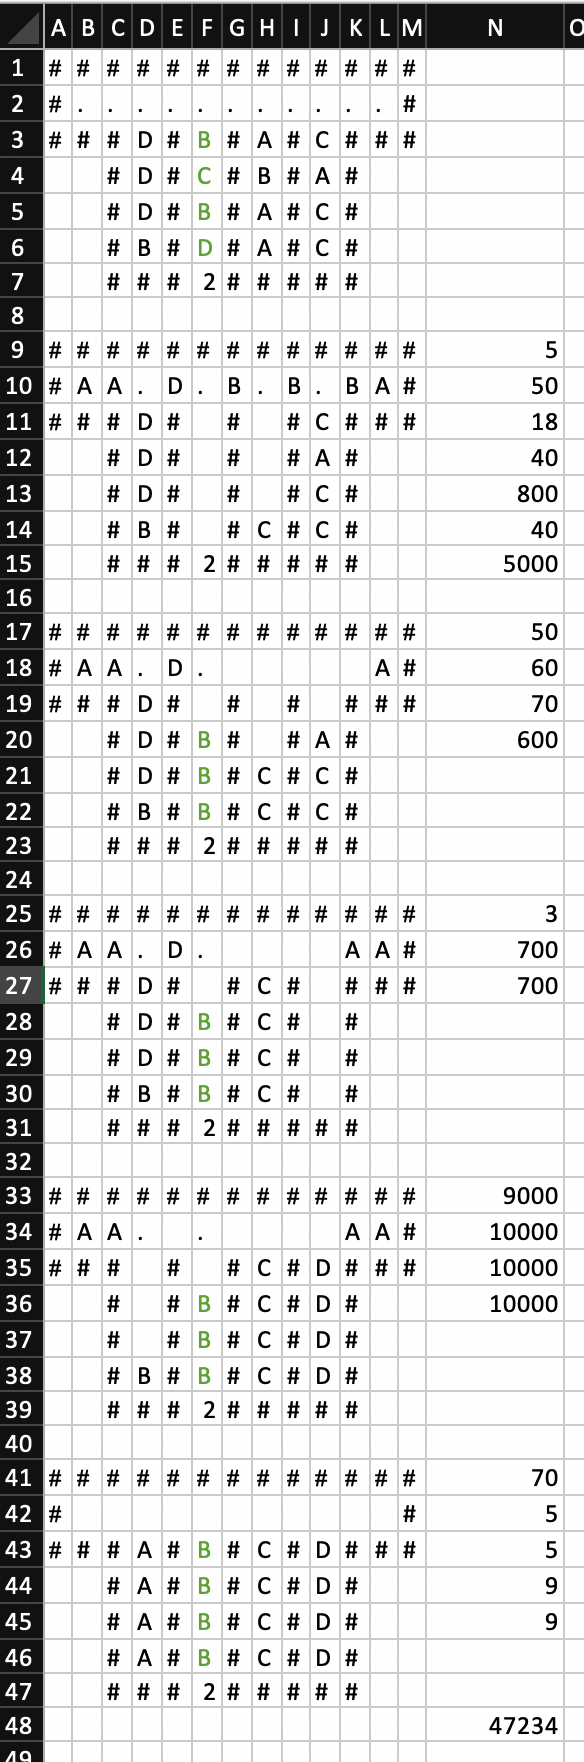 A B C D E F G H I J K L M N O
1 # # # # # # # # # # # # #
2 # . . . . . . . . . . . #
3 # # # D # B # A # C # # #
4 # D # C # B # A #
5 # D # B # A # C #
6 # B # D # A # C #
7 # # # 2 # # # # #
8
9 # # # # # # # # # # # # # 5
10 # A A . D . B . B . B A # 50
11 # # # D # # # C # # # 18
12 # D # # # A # 40
13 # D # # # C # 800
14 # B # # C # C # 40
15 # # # 2 # # # # # 5000
16
17 # # # # # # # # # # # # # 50
18 # A A . D . A # 60
19 # # # D # # # # # # 70
20 # D # B # # A # 600
21 # D # B # C # C #
22 # B # B # C # C #
23 # # # 2 # # # # #
24
25 # # # # # # # # # # # # # 3
26 # A A . D . A A # 700
27 # # # D # # C # # # # 700
28 # D # B # C # #
29 # D # B # C # #
30 # B # B # C # #
31 # # # 2 # # # # #
32
33 # # # # # # # # # # # # # 9000
34 # A A . . A A # 10000
35 # # # # # C # D # # # 10000
36 # # B # C # D # 10000
37 # # B # C # D #
38 # B # B # C # D #
39 # # # 2 # # # # #
40
41 # # # # # # # # # # # # # 70
42 # # 5
43 # # # A # B # C # D # # # 5
44 # A # B # C # D # 9
45 # A # B # C # D # 9
46 # A # B # C # D #
47 # # # 2 # # # # #
48 47234
49